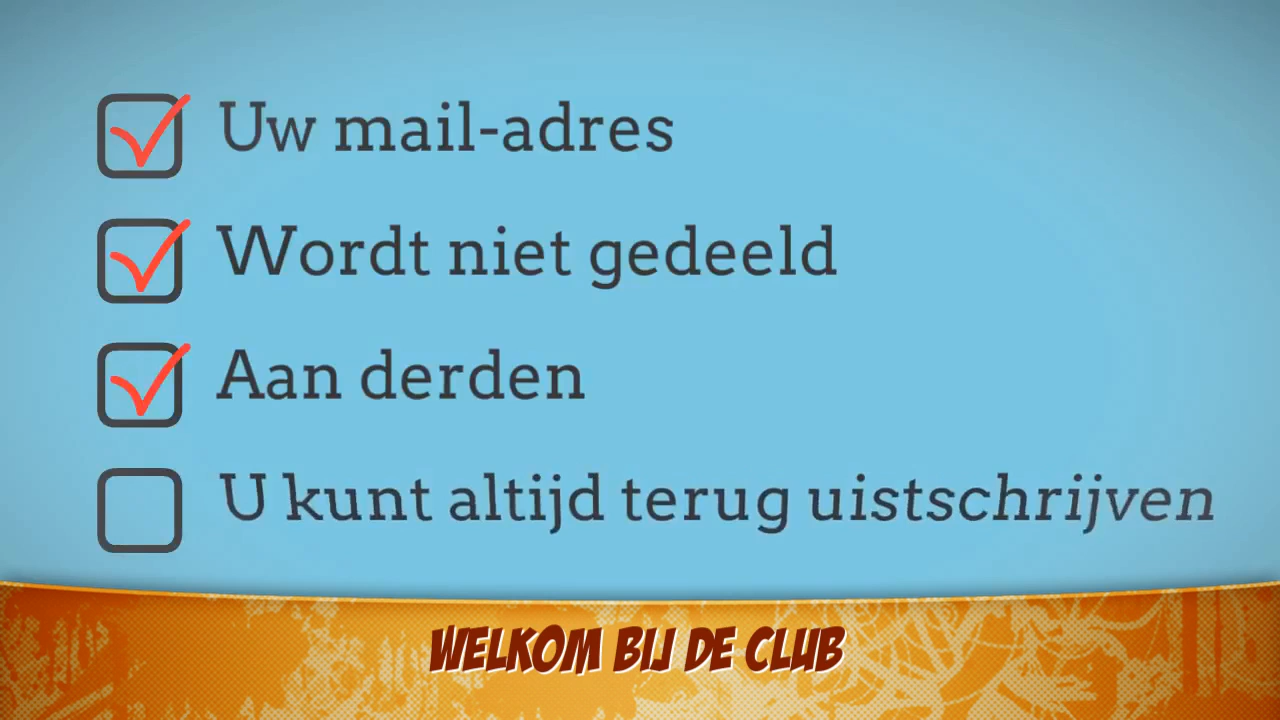 Uw mail-adres
Wordt niet gedeeld
Aan derden
U kunt altijd terug uistschrijven
WELKOM BIJ DE CLUB